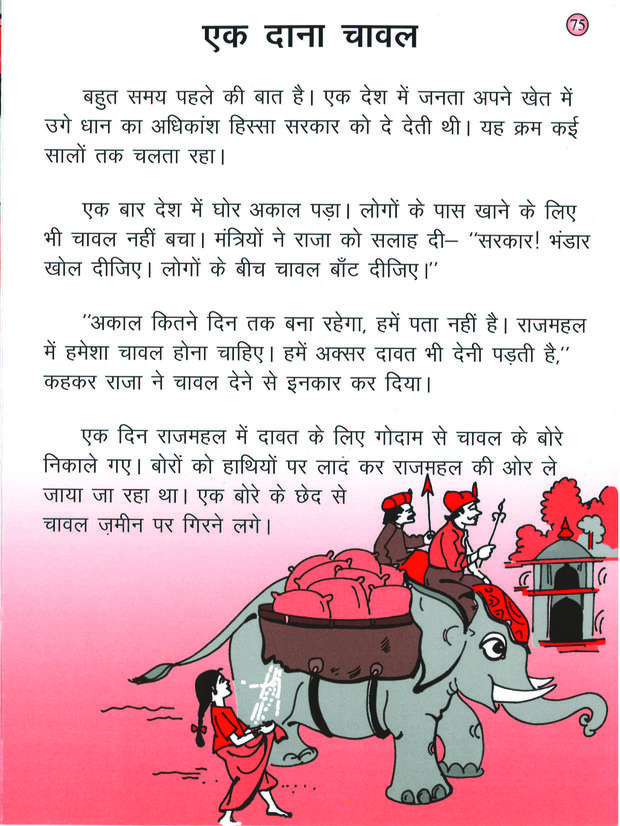 75
एक दाना चावल
बहुत समय पहले की बात है। एक देश में जनता अपने खेत में
उगे धान का अधिकांश हिस्सा सरकार को दे देती थी। यह क्रम कई
सालों तक चलता रहा।
एक बार देश में घोर अकाल पड़ा। लोगों के पास खाने के लिए
भी चावल नहीं बचा। मंत्रियों ने राजा को सलाह दी– "सरकार! भंडार
खोल दीजिए। लोगों के बीच चावल बाँट दीजिए।"
"अकाल कितने दिन तक बना रहेगा, हमें पता नहीं है। राजमहल
में हमेशा चावल होना चाहिए। हमें अक्सर दावत भी देनी पड़ती है,"
कहकर राजा ने चावल देने से इनकार कर दिया।
एक दिन राजमहल में दावत के लिए गोदाम से चावल के बोरे
निकाले गए। बोरों को हाथियों पर लाद कर राजमहल की ओर ले
जाया जा रहा था। एक बोरे के छेद से
चावल ज़मीन पर गिरने लगे।